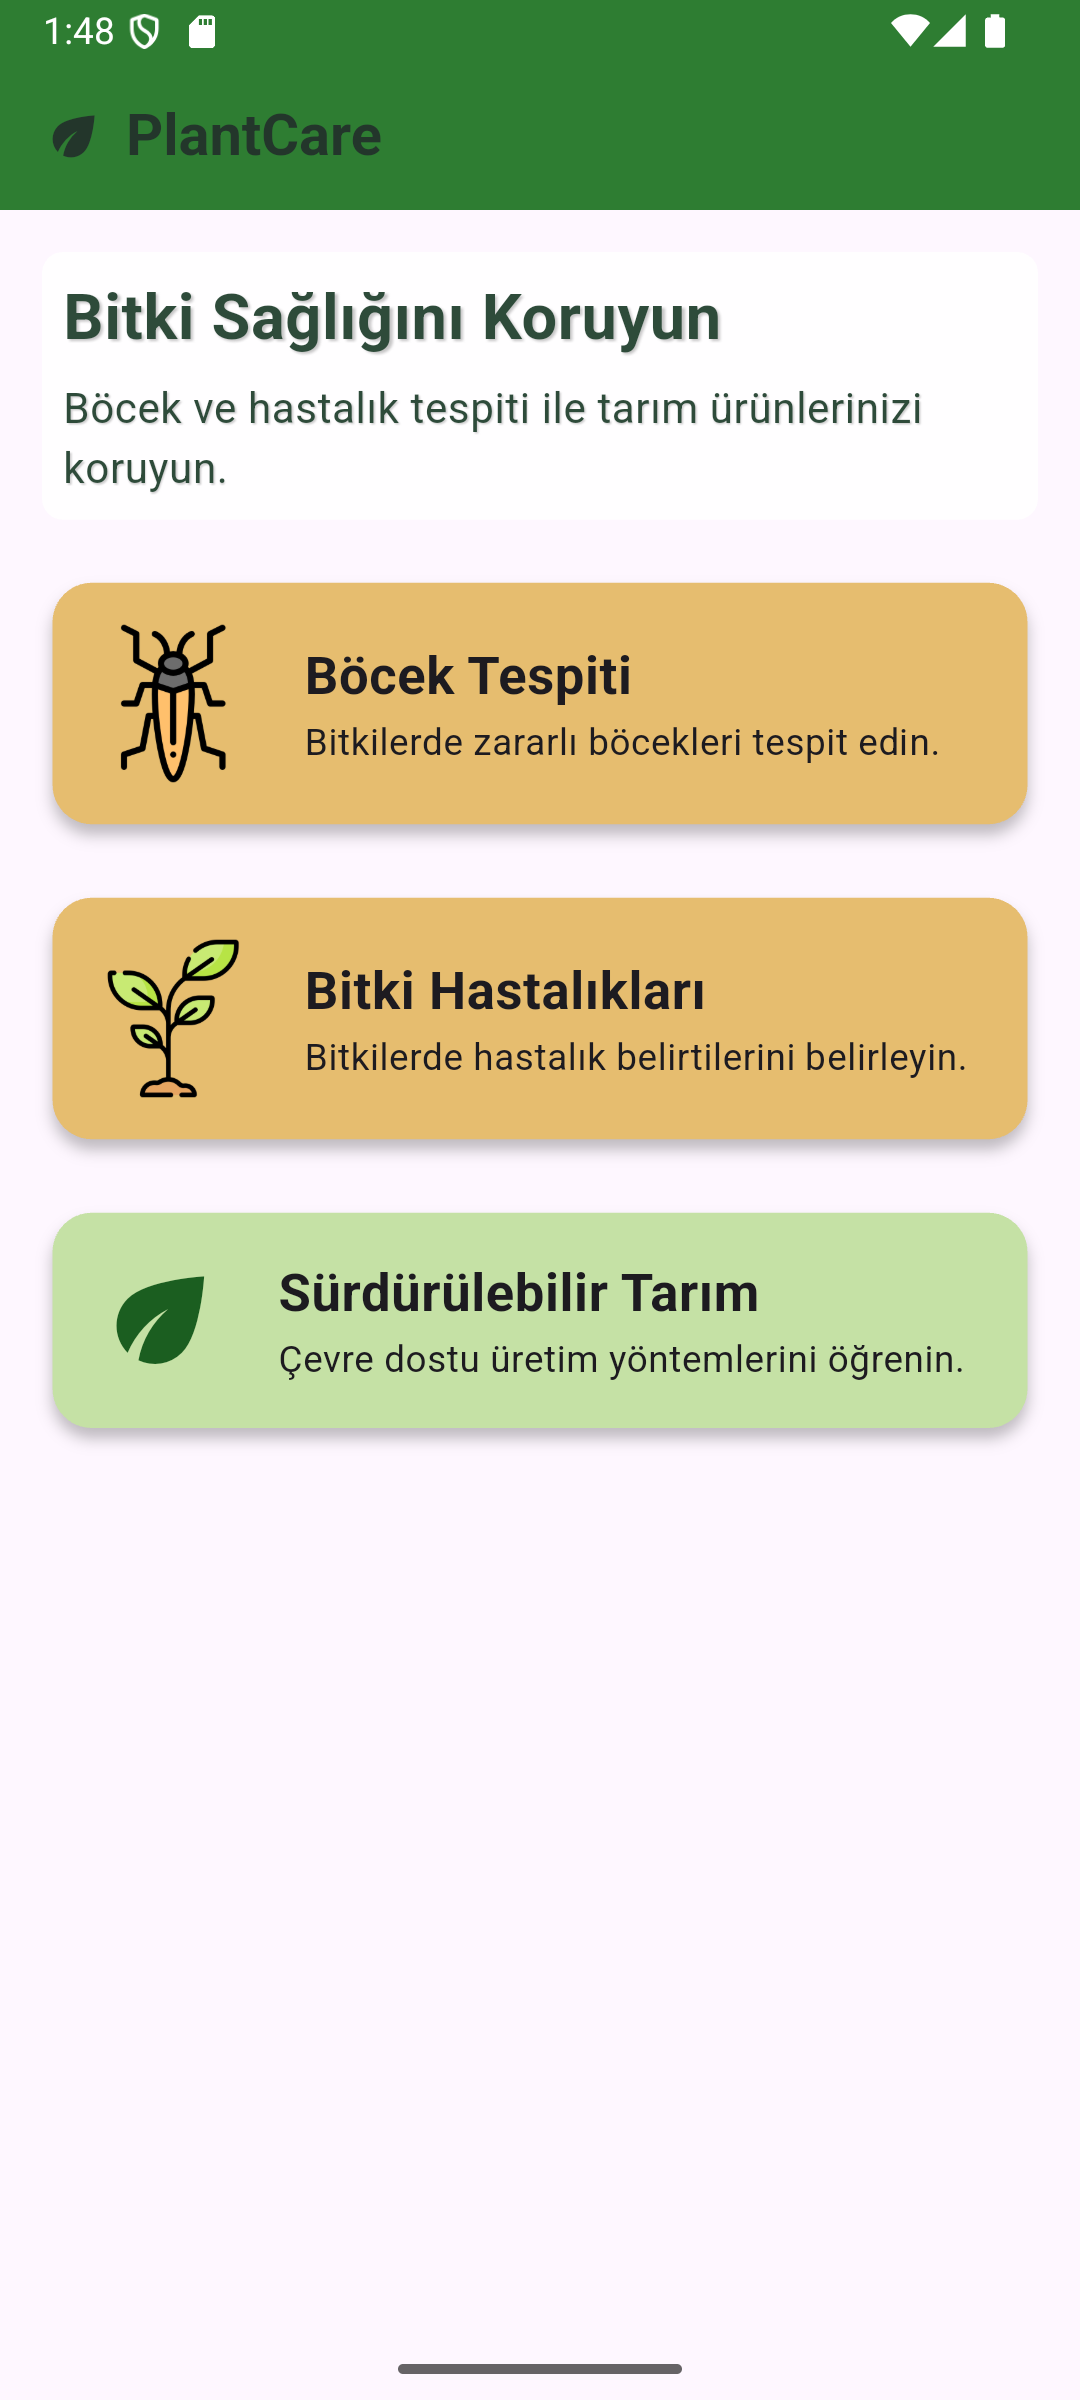 1:48
PlantCare
Bitki Sağlığını Koruyun
Böcek ve hastalık tespiti ile tarım ürünlerinizi
koruyun.
Böcek Tespiti
Bitkilerde zararlı böcekleri tespit edin.
Bitki Hastalıkları
Bitkilerde hastalık belirtilerini belirleyin.
Sürdürülebilir Tarım
Çevre dostu üretim yöntemlerini öğrenin.